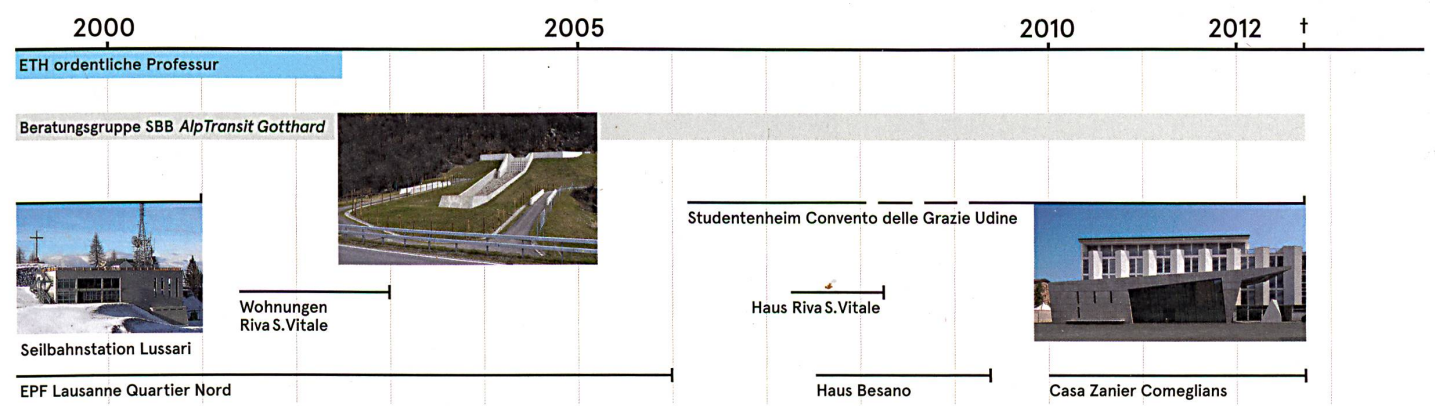 2000 2005 2010 2012 †
ETH ordentliche Professur
Beratungsgruppe SBB AlpTransit Gotthard
Studentenheim Convento delle Grazie Udine
Wohnungen
Riva S.Vitale
Haus Riva S.Vitale
Seilbahnstation Lussari
EPF Lausanne Quartier Nord
Haus Besano
Casa Zanier Comeglians